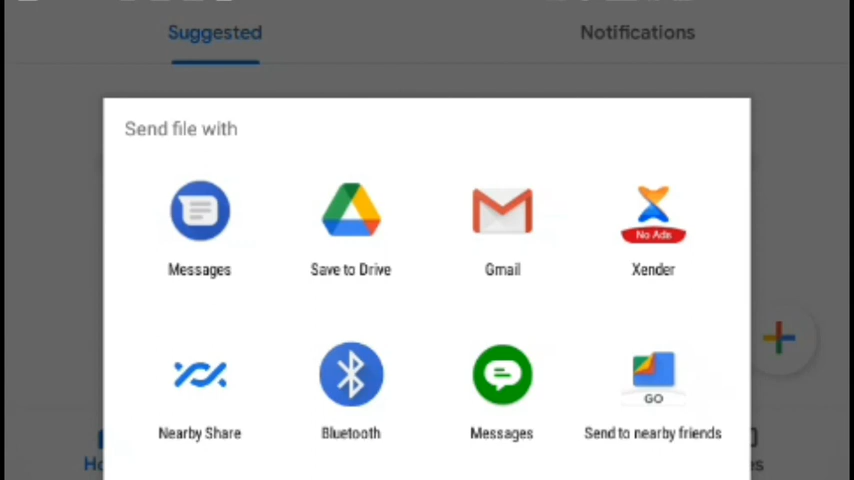 Suggested Notifications
Send file with
Messages Save to Drive Gmail Xender
No Ads
Nearby Share Bluetooth Messages Send to nearby friends
GO